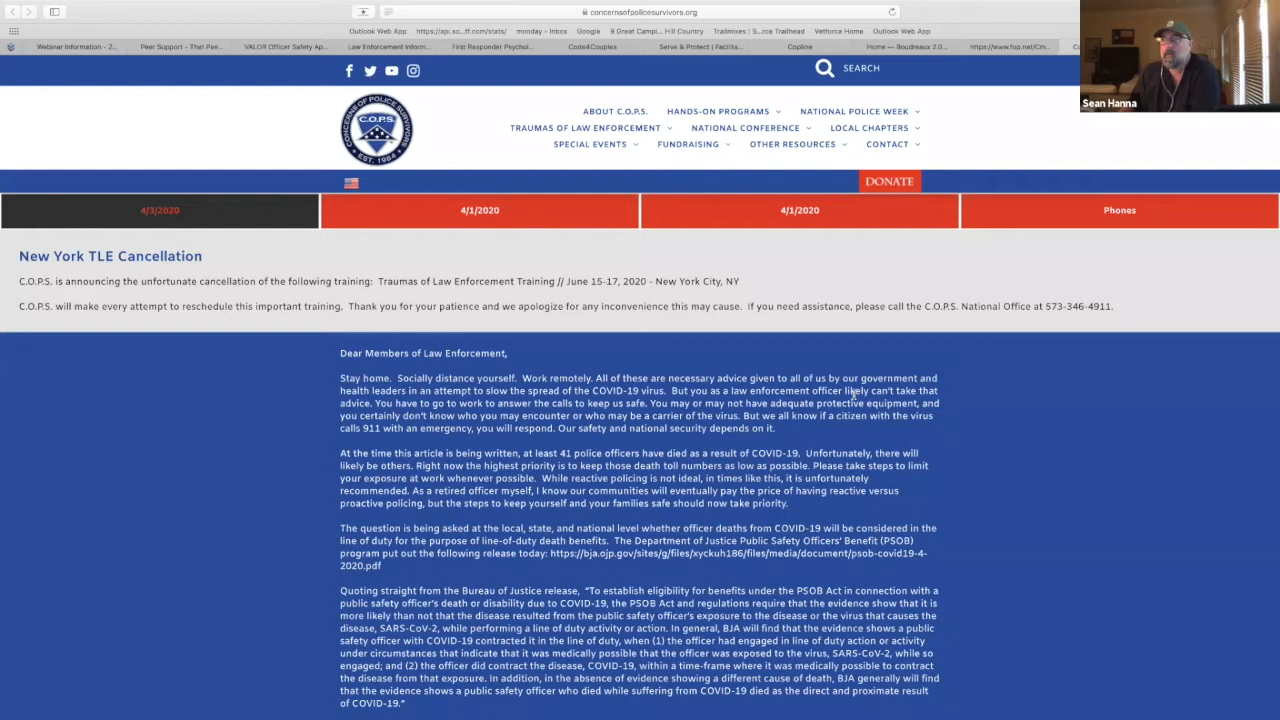 concernsofpolicesurvivors.org
Outlook Web App https://api.so...ff.com/stats/ monday - Inbox Google 9 Great Campi... Hill Country Trailmixes | S...rce Trailhead Vetforce Home Outlook Web App
Webinar Information - Z... Peer Support - That Pee... VALOR Officer Safety Ap... Law Enforcement Inform... First Responder Psychol... Code4Couples Serve & Protect | Facilita... Copline Home — Boudreaux 2.0... https://www.fop.net/Cm... Co
SEARCH
Sean Hanna
CONCERNS OF POLICE SURVIVORS
C.O.P.S.
EST. 1984
ABOUT C.O.P.S. HANDS-ON PROGRAMS NATIONAL POLICE WEEK
TRAUMAS OF LAW ENFORCEMENT NATIONAL CONFERENCE LOCAL CHAPTERS
SPECIAL EVENTS FUNDRAISING OTHER RESOURCES CONTACT
DONATE
4/3/2020 4/1/2020 4/1/2020 Phones
New York TLE Cancellation
C.O.P.S. is announcing the unfortunate cancellation of the following training: Traumas of Law Enforcement Training // June 15-17, 2020 - New York City, NY
C.O.P.S. will make every attempt to reschedule this important training. Thank you for your patience and we apologize for any inconvenience this may cause. If you need assistance, please call the C.O.P.S. National Office at 573-346-4911.
Dear Members of Law Enforcement,
Stay home. Socially distance yourself. Work remotely. All of these are necessary advice given to all of us by our government and
health leaders in an attempt to slow the spread of the COVID-19 virus. But you as a law enforcement officer likely can't take that
advice. You have to go to work to answer the calls to keep us safe. You may or may not have adequate protective equipment, and
you certainly don't know who you may encounter or who may be a carrier of the virus. But we all know if a citizen with the virus
calls 911 with an emergency, you will respond. Our safety and national security depends on it.
At the time this article is being written, at least 41 police officers have died as a result of COVID-19. Unfortunately, there will
likely be others. Right now the highest priority is to keep those death toll numbers as low as possible. Please take steps to limit
your exposure at work whenever possible. While reactive policing is not ideal, in times like this, it is unfortunately
recommended. As a retired officer myself, I know our communities will eventually pay the price of having reactive versus
proactive policing, but the steps to keep yourself and your families safe should now take priority.
The question is being asked at the local, state, and national level whether officer deaths from COVID-19 will be considered in the
line of duty for the purpose of line-of-duty death benefits. The Department of Justice Public Safety Officers' Benefit (PSOB)
program put out the following release today: https://bja.ojp.gov/sites/g/files/xyckuh186/files/media/document/psob-covid19-4-
2020.pdf
Quoting straight from the Bureau of Justice release, "To establish eligibility for benefits under the PSOB Act in connection with a
public safety officer's death or disability due to COVID-19, the PSOB Act and regulations require that the evidence show that it is
more likely than not that the disease resulted from the public safety officer's exposure to the disease or the virus that causes the
disease, SARS-CoV-2, while performing a line of duty activity or action. In general, BJA will find that the evidence shows a public
safety officer with COVID-19 contracted it in the line of duty, when (1) the officer had engaged in line of duty action or activity
under circumstances that indicate that it was medically possible that the officer was exposed to the virus, SARS-CoV-2, while so
engaged; and (2) the officer did contract the disease, COVID-19, within a time-frame where it was medically possible to contract
the disease from that exposure. In addition, in the absence of evidence showing a different cause of death, BJA generally will find
that the evidence shows a public safety officer who died while suffering from COVID-19 died as the direct and proximate result
of COVID-19."